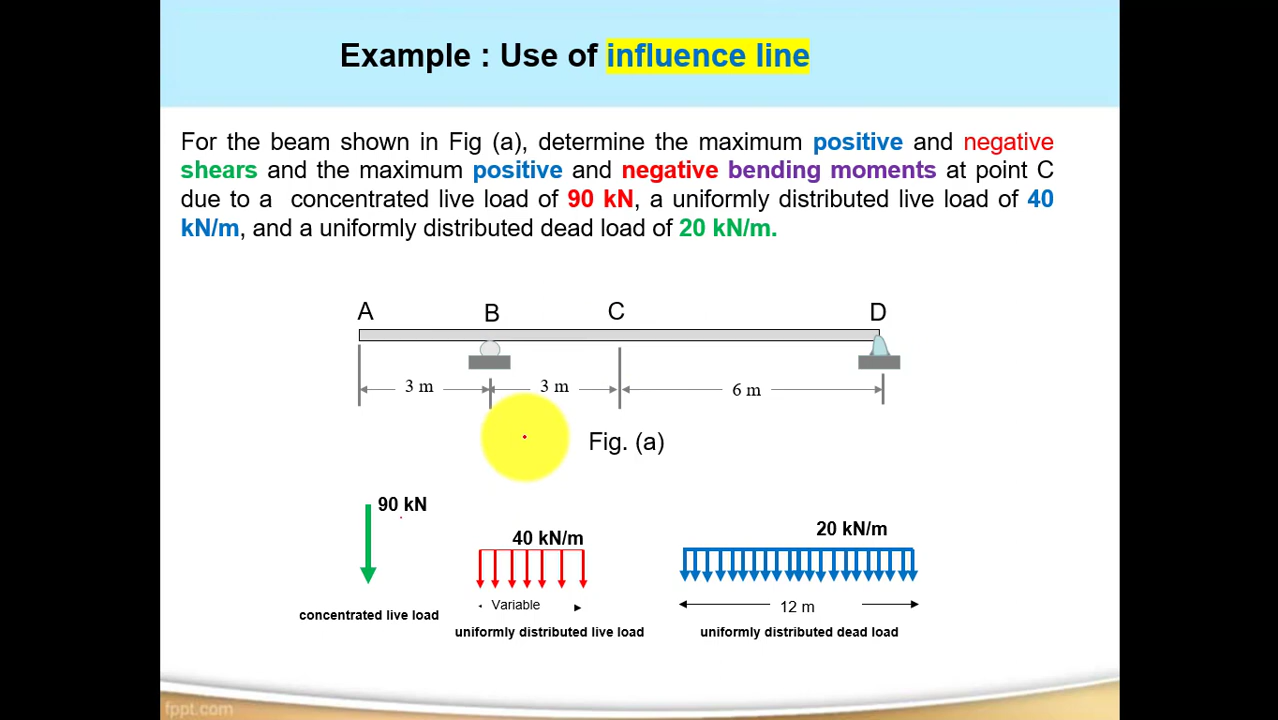 Example : Use of influence line
For the beam shown in Fig (a), determine the maximum positive and negative
shears and the maximum positive and negative bending moments at point C
due to a concentrated live load of 90 kN, a uniformly distributed live load of 40
kN/m, and a uniformly distributed dead load of 20 kN/m.
A B C D
3 m 3 m 6 m
Fig. (a)
90 kN
40 kN/m
20 kN/m
Variable
12 m
concentrated live load
uniformly distributed live load
uniformly distributed dead load
fppt.com